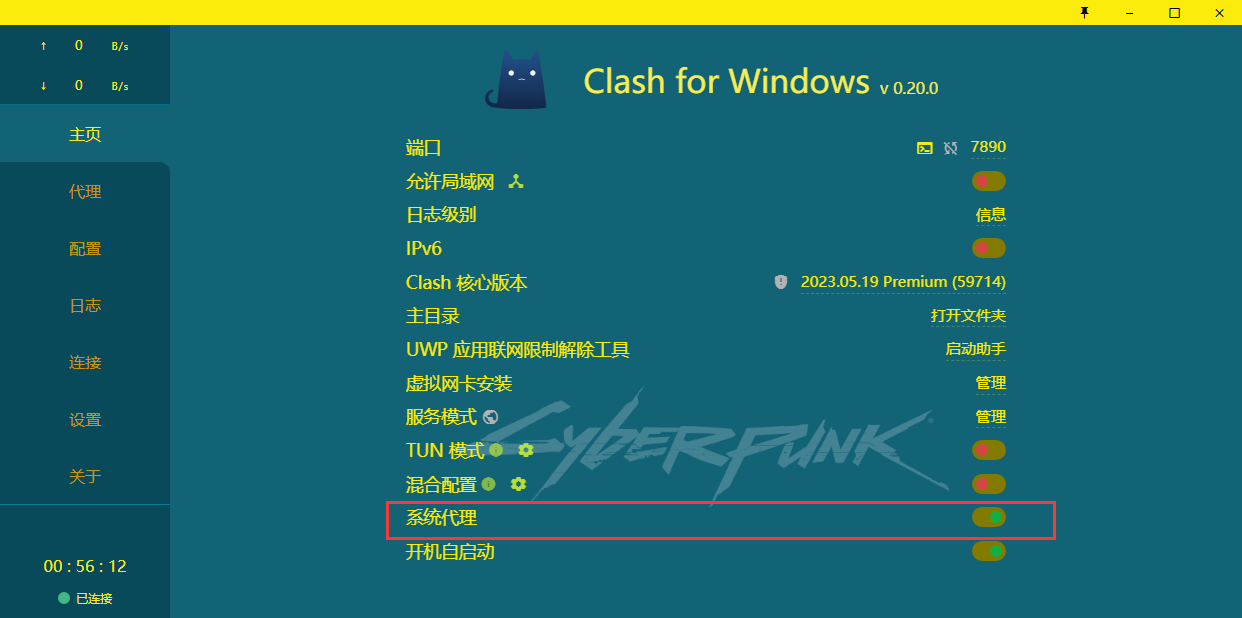 ↑ 0 B/s
↓ 0 B/s
主页
代理
配置
日志
连接
设置
关于
00 : 56 : 12
已连接
Clash for Windows v 0.20.0
端口 7890
允许局域网
日志级别 信息
IPv6
Clash 核心版本 2023.05.19 Premium (59714)
主目录 打开文件夹
UWP 应用联网限制解除工具 启动助手
虚拟网卡安装 管理
服务模式 管理
TUN 模式
混合配置
系统代理
开机自启动
CYBERPUNK